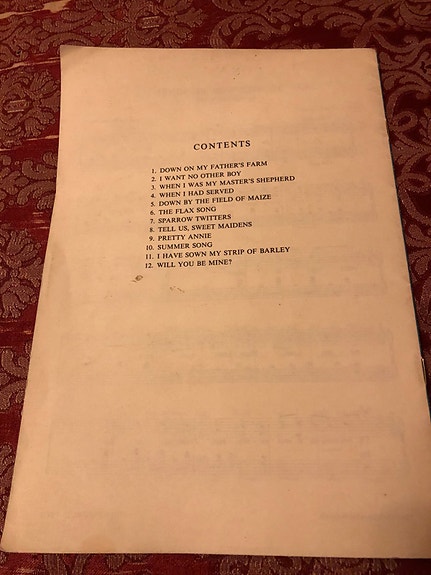 CONTENTS
1. DOWN ON MY FATHER'S FARM
2. I WANT NO OTHER BOY
3. WHEN I WAS MY MASTER'S SHEPHERD
4. WHEN I HAD SERVED
5. DOWN BY THE FIELD OF MAIZE
6. THE FLAX SONG
7. SPARROW TWITTERS
8. TELL US, SWEET MAIDENS
9. PRETTY ANNIE
10. SUMMER SONG
11. I HAVE SOWN MY STRIP OF BARLEY
12. WILL YOU BE MINE?